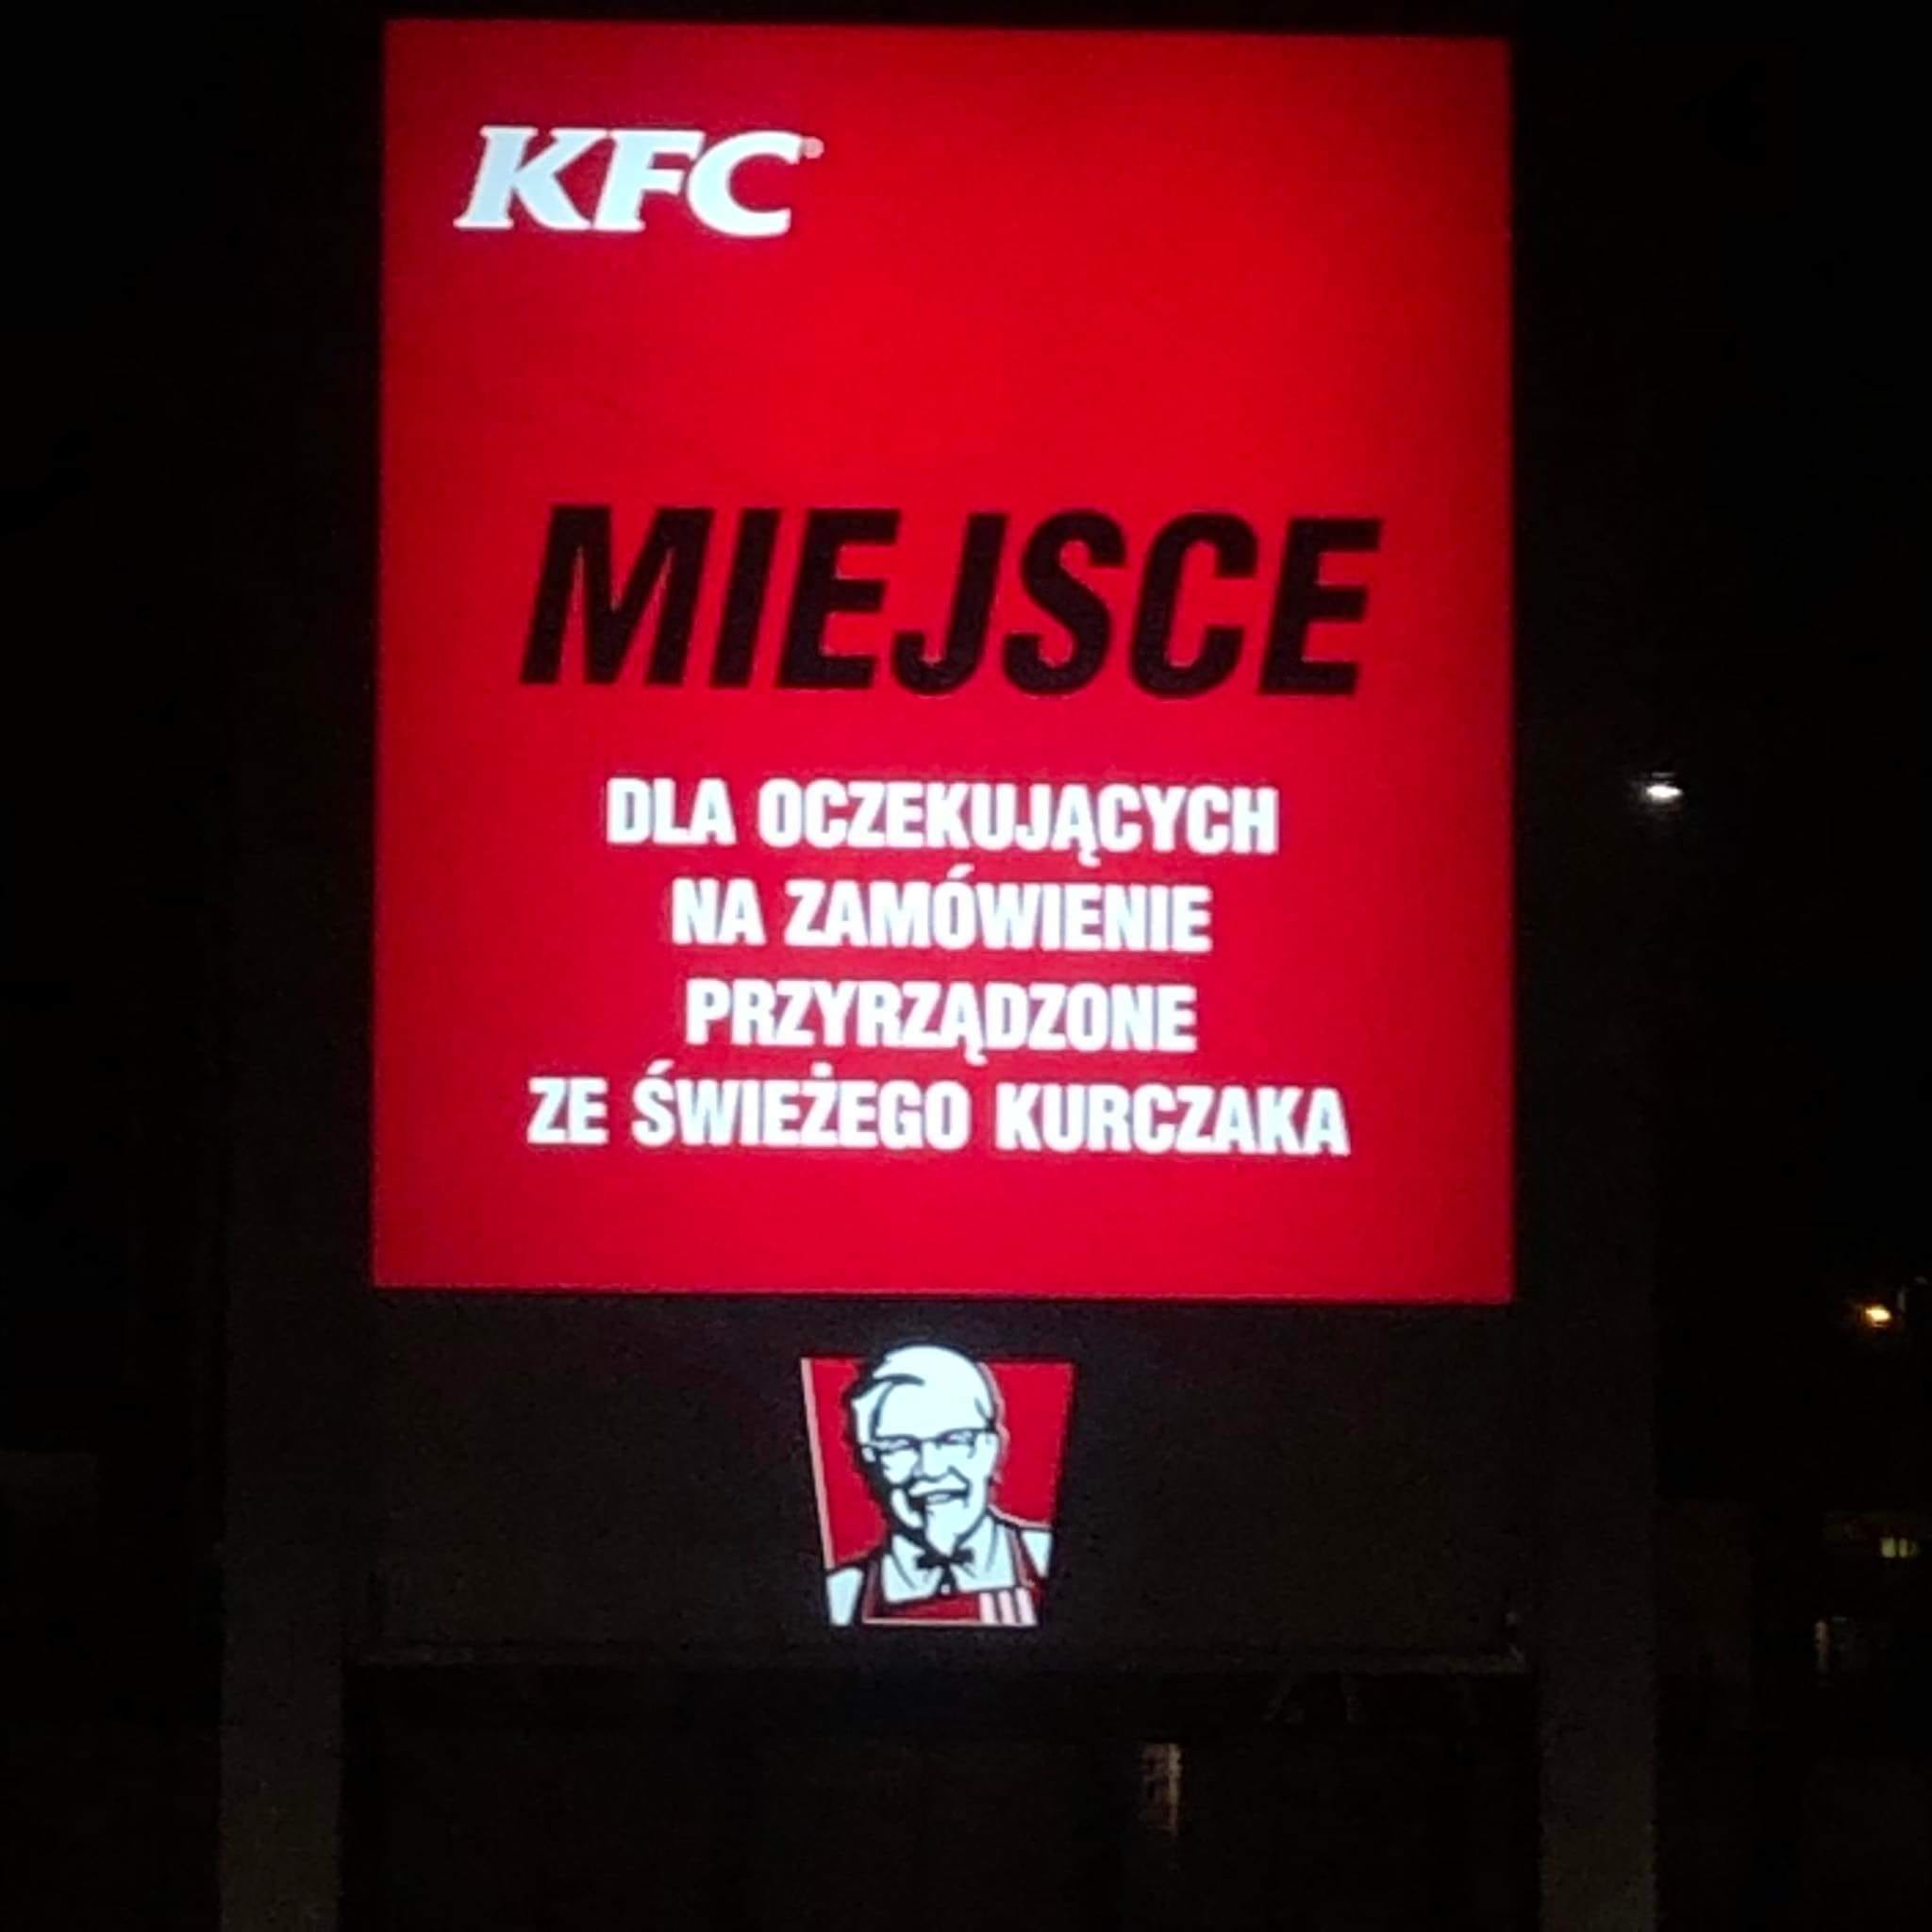 KFC®
MIEJSCE
DLA OCZEKUJĄCYCH
NA ZAMÓWIENIE
PRZYRZĄDZONE
ZE ŚWIEŻEGO KURCZAKA